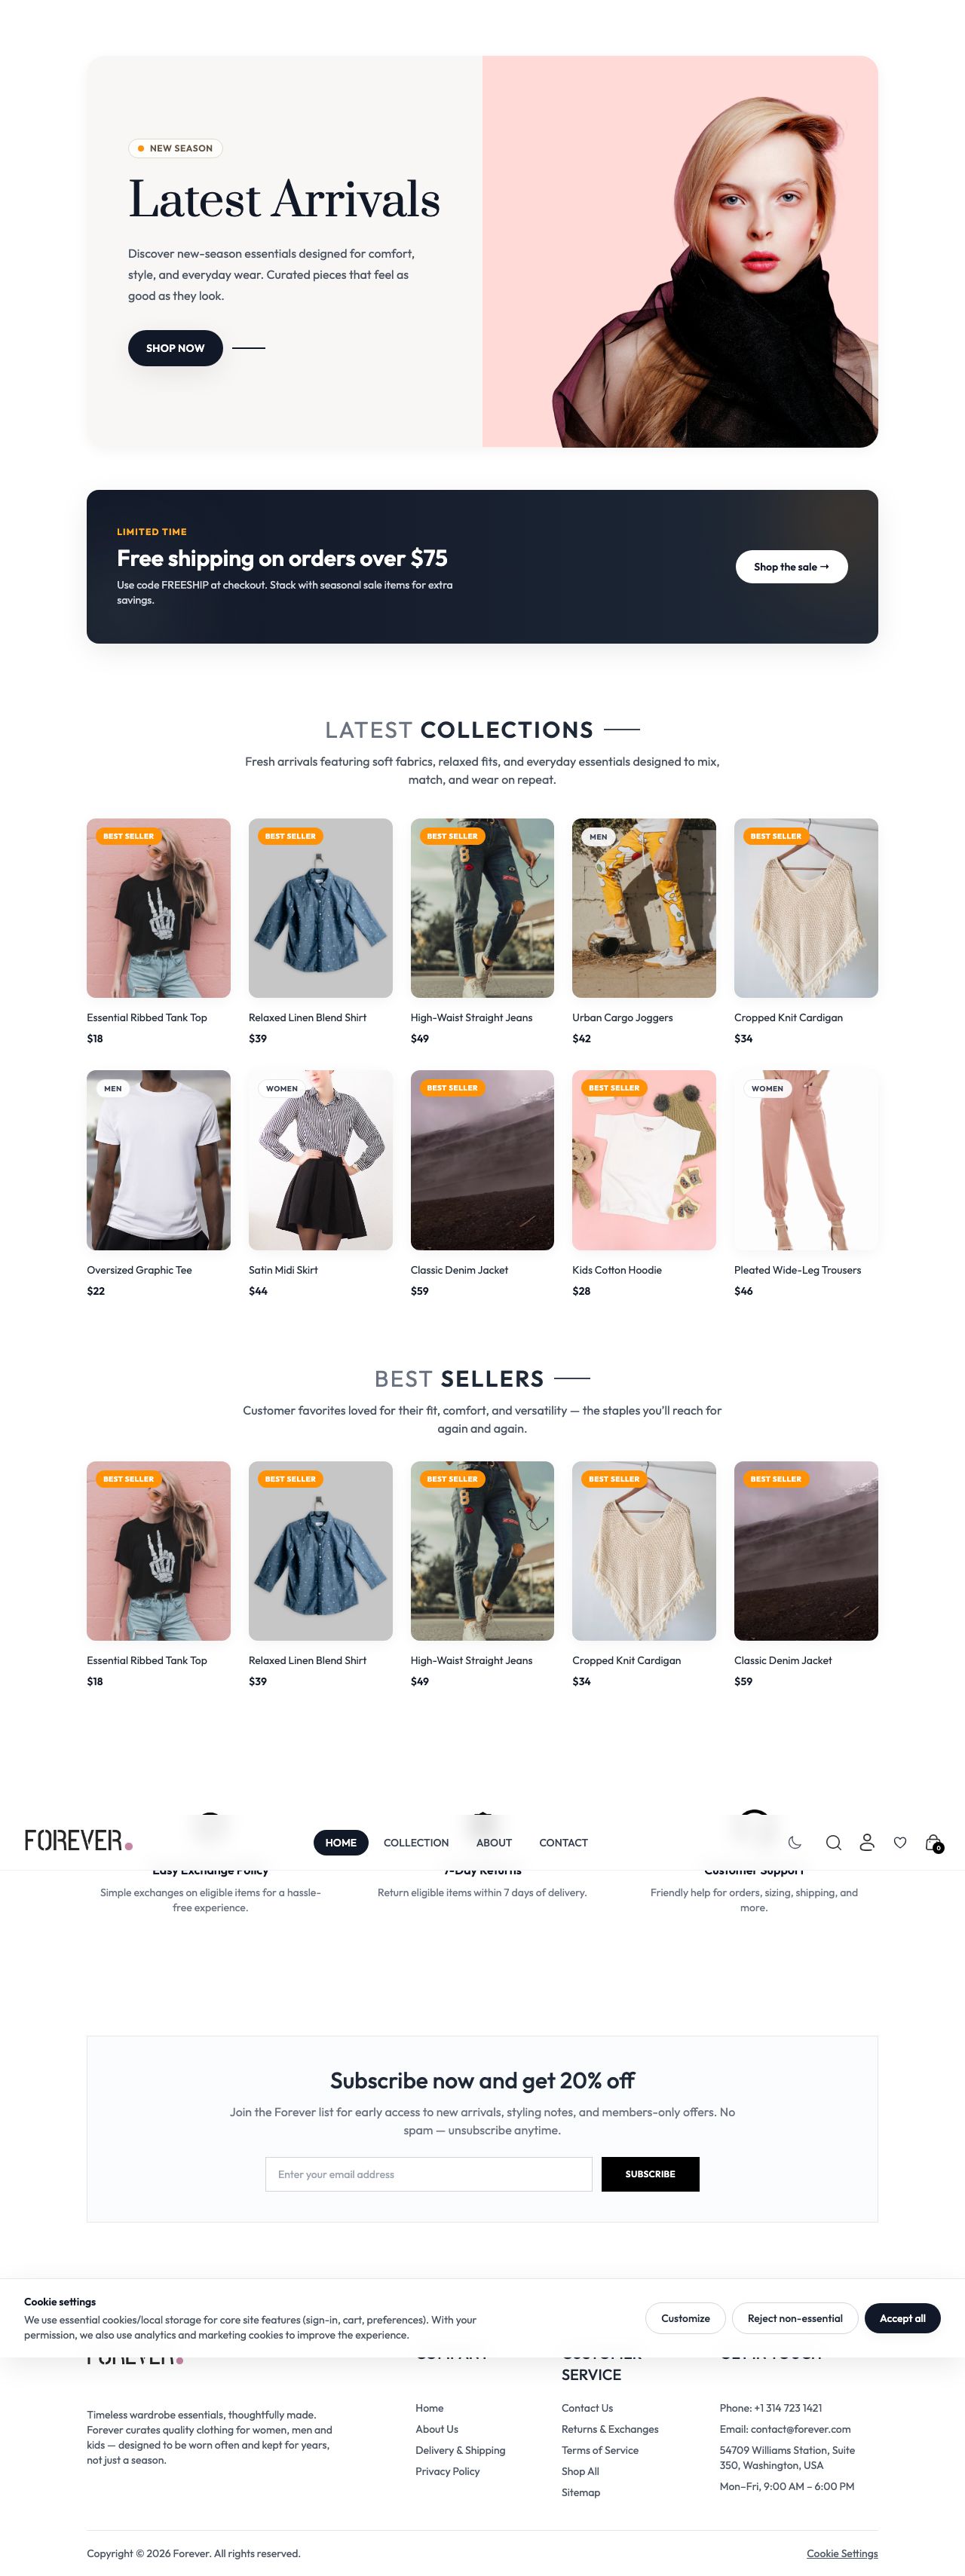 NEW SEASON
Latest Arrivals
Discover new-season essentials designed for comfort,
style, and everyday wear. Curated pieces that feel as
good as they look.
SHOP NOW
LIMITED TIME
Free shipping on orders over $75
Use code FREESHIP at checkout. Stack with seasonal sale items for extra
savings.
Shop the sale →
LATEST COLLECTIONS
Fresh arrivals featuring soft fabrics, relaxed fits, and everyday essentials designed to mix,
match, and wear on repeat.
BEST SELLER
BEST SELLER
BEST SELLER
MEN
BEST SELLER
Essential Ribbed Tank Top
$18
Relaxed Linen Blend Shirt
$39
High-Waist Straight Jeans
$49
Urban Cargo Joggers
$42
Cropped Knit Cardigan
$34
MEN
WOMEN
BEST SELLER
BEST SELLER
WOMEN
Oversized Graphic Tee
$22
Satin Midi Skirt
$44
Classic Denim Jacket
$59
Kids Cotton Hoodie
$28
Pleated Wide-Leg Trousers
$46
BEST SELLERS
Customer favorites loved for their fit, comfort, and versatility — the staples you'll reach for
again and again.
BEST SELLER
BEST SELLER
BEST SELLER
BEST SELLER
BEST SELLER
Essential Ribbed Tank Top
$18
Relaxed Linen Blend Shirt
$39
High-Waist Straight Jeans
$49
Cropped Knit Cardigan
$34
Classic Denim Jacket
$59
FOREVER.
HOME
COLLECTION
ABOUT
CONTACT
0
Easy Exchange Policy
Simple exchanges on eligible items for a hassle-
free experience.
7-Day Returns
Return eligible items within 7 days of delivery.
Customer Support
Friendly help for orders, sizing, shipping, and
more.
Subscribe now and get 20% off
Join the Forever list for early access to new arrivals, styling notes, and members-only offers. No
spam — unsubscribe anytime.
Enter your email address
SUBSCRIBE
Cookie settings
We use essential cookies/local storage for core site features (sign-in, cart, preferences). With your
permission, we also use analytics and marketing cookies to improve the experience.
Customize
Reject non-essential
Accept all
FOREVER.
Timeless wardrobe essentials, thoughtfully made.
Forever curates quality clothing for women, men and
kids — designed to be worn often and kept for years,
not just a season.
Home
About Us
Delivery & Shipping
Privacy Policy
CUSTOMER
SERVICE
Contact Us
Returns & Exchanges
Terms of Service
Shop All
Sitemap
Phone: +1 314 723 1421
Email: contact@forever.com
54709 Williams Station, Suite
350, Washington, USA
Mon–Fri, 9:00 AM – 6:00 PM
Copyright © 2026 Forever. All rights reserved.
Cookie Settings